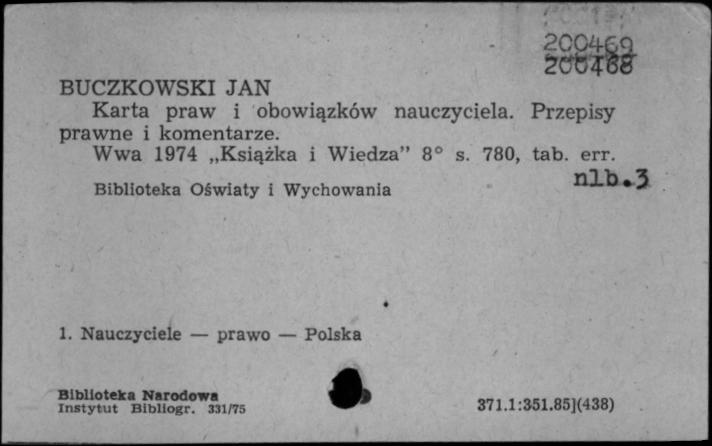 200469
200468
BUCZKOWSKI JAN
Karta praw i obowiązków nauczyciela. Przepisy
prawne i komentarze.
Wwa 1974 „Książka i Wiedza” 8° s. 780, tab. err.
nlb.3
Biblioteka Oświaty i Wychowania
1. Nauczyciele — prawo — Polska
Biblioteka Narodowa
Instytut Bibliogr. 331/75
371.1:351.85](438)